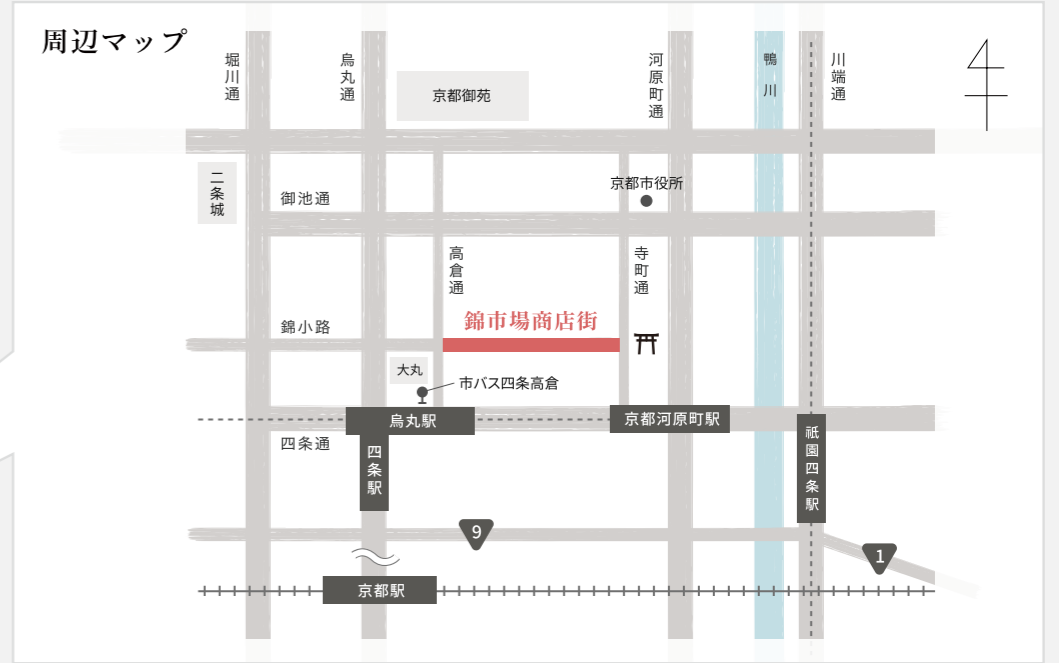 周辺マップ
堀川通
烏丸通
河原町通
鴨川
川端通
京都御苑
二条城
京都市役所
御池通
高倉通
寺町通
錦市場商店街
錦小路
大丸
市バス四条高倉
烏丸駅
京都河原町駅
祇園四条駅
四条通
四条駅
9
1
京都駅